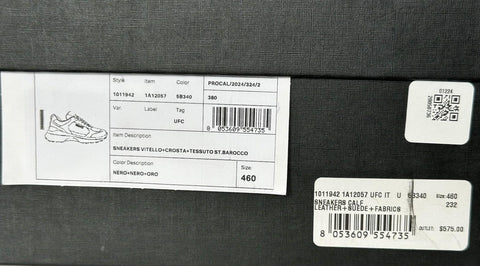 Style Item Color PROCAL/2024/324/2
1011942 1A12057 5B340 380
Var. Label Tag
UFC
8 053609 554735
Item Description
SNEAKERS VITELLO+CROSTA+TESSUTO ST.BAROCCO
Color Description Size
NERO+NERO+ORO 460
01224
1011942 1A12057 UFC IT U 5B340 Size:460
SNEAKERS CALF 232
LEATHER+SUEDE+FABRICS
8 053609 554735
OUTLET: $575.00